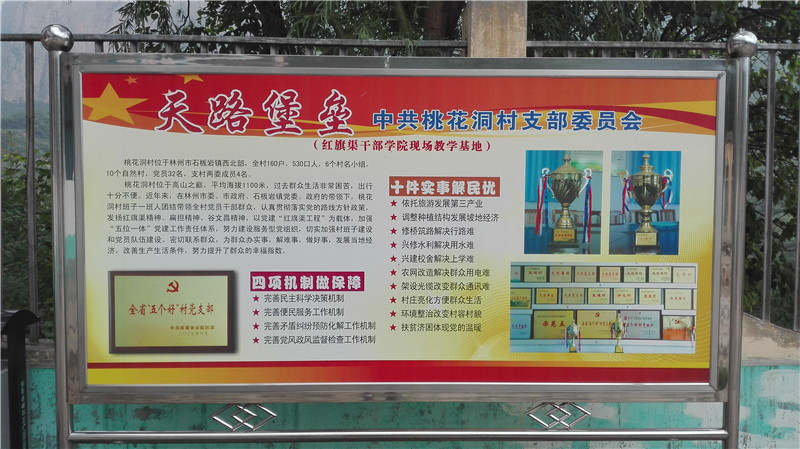 天路堡垒 中共桃花洞村支部委员会
(红旗渠干部学院现场教学基地)
桃花洞村位于林州市石板岩镇西北部，全村160户，530口人，6个村名小组，
10个自然村，党员32名，支村两委成员4名。
桃花洞村位于高山之巅，平均海拔1100米，过去群众生活非常困苦，出行
十分不便。近年来，在林州市委、市政府、石板岩镇党委、政府的带领下，桃花
洞村班子一班人团结带领全村党员干部群众，认真贯彻落实党的路线方针政策，
发扬红旗渠精神、扁担精神、谷文昌精神，以党建“红旗渠工程”为载体，加强
“五位一体”党建工作责任体系，努力建设服务型党组织，切实加强村班子建设
和党员队伍建设，密切联系群众，为群众办实事、解难事、做好事，发展当地经
济，改善生产生活条件，努力提升了群众的幸福指数。
全省“五个好”村党支部
四项机制做保障
★ 完善民主科学决策机制
★ 完善便民服务工作机制
★ 完善矛盾纠纷预防化解工作机制
★ 完善党风政风监督检查工作机制
十件实事解民忧
★ 依托旅游发展第三产业
★ 调整种植结构发展坡地经济
★ 修桥筑路解决行路难
★ 兴修水利解决用水难
★ 兴建校舍解决上学难
★ 农网改造解决群众用电难
★ 架设光缆改变群众通讯难
★ 村庄亮化方便群众生活
★ 环境整治改变村容村貌
★ 扶贫济困体现党的温暖